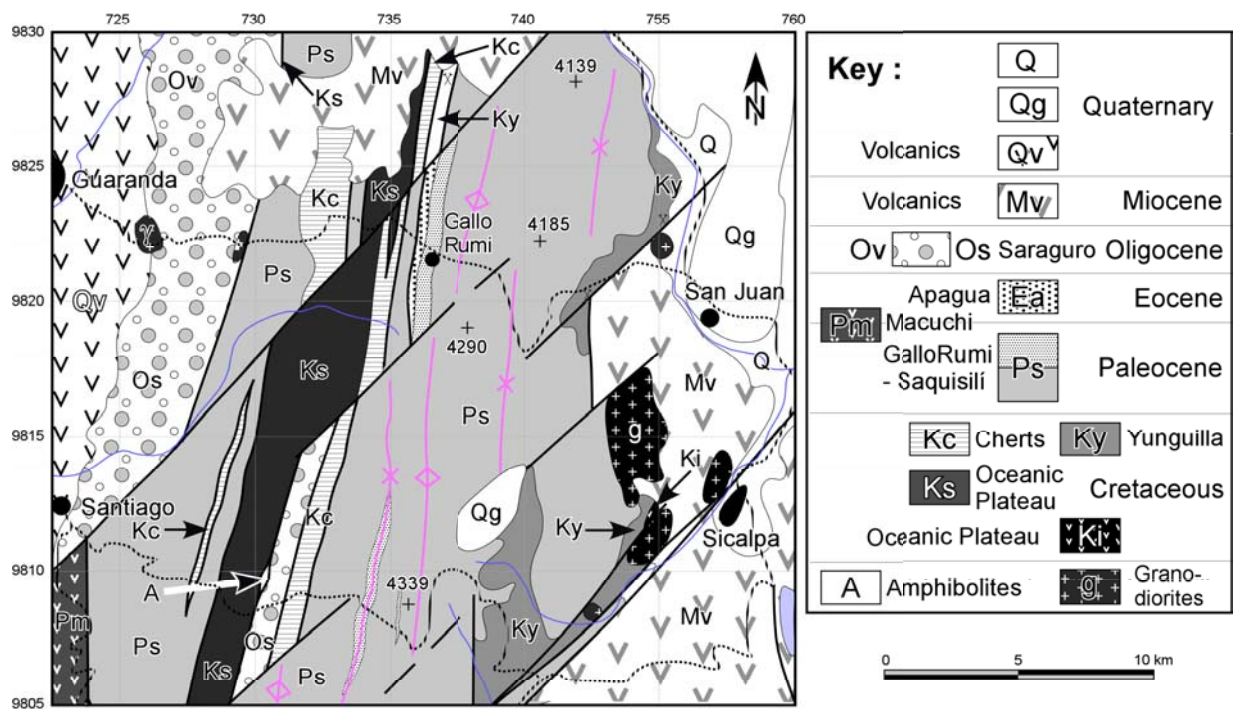 725 730 735 740 755 760
9830
9825
9820
9815
9810
9805
Ps
Kc
Ov
Mv
4139
Ks
N
Ky
Q
Guaranda
Kc
Ks
Ky
Gallo
Rumi
4185
Qg
γ
Ps
San Juan
Qv
4290
Ks
Q
Os
Ps
Mv
g
Ki
Santiago
Kc
Kc
Qg
Ky
Sicalpa
A
4339
Pm
Ps
Mv
Ky
Os
Ks
Ps
Key :
Q
Qg Quaternary
Volcanics Qv
Volcanics Mv Miocene
Ov Os Saraguro Oligocene
Apagua Ea Eocene
Pm Macuchi
GalloRumi
- Saquisilí Ps Paleocene
Kc Cherts Ky Yunguilla
Ks Oceanic
Plateau Cretaceous
Oceanic Plateau Ki
A Amphibolites g Grano-
diorites
0 5 10 km